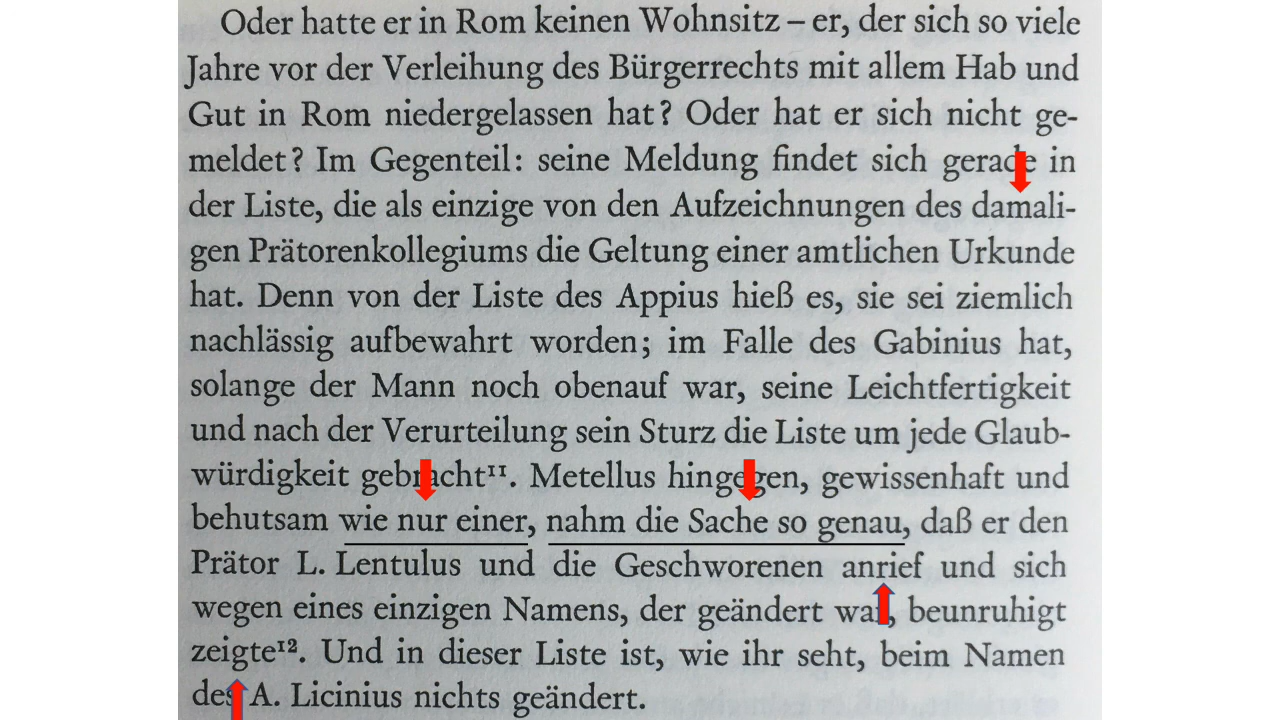 Oder hatte er in Rom keinen Wohnsitz – er, der sich so viele
Jahre vor der Verleihung des Bürgerrechts mit allem Hab und
Gut in Rom niedergelassen hat? Oder hat er sich nicht ge-
meldet? Im Gegenteil: seine Meldung findet sich gerade in
der Liste, die als einzige von den Aufzeichnungen des damali-
gen Prätorenkollegiums die Geltung einer amtlichen Urkunde
hat. Denn von der Liste des Appius hieß es, sie sei ziemlich
nachlässig aufbewahrt worden; im Falle des Gabinius hat,
solange der Mann noch obenauf war, seine Leichtfertigkeit
und nach der Verurteilung sein Sturz die Liste um jede Glaub-
würdigkeit gebracht¹¹. Metellus hingegen, gewissenhaft und
behutsam wie nur einer, nahm die Sache so genau, daß er den
Prätor L. Lentulus und die Geschworenen anrief und sich
wegen eines einzigen Namens, der geändert war, beunruhigt
zeigte¹². Und in dieser Liste ist, wie ihr seht, beim Namen
des A. Licinius nichts geändert.